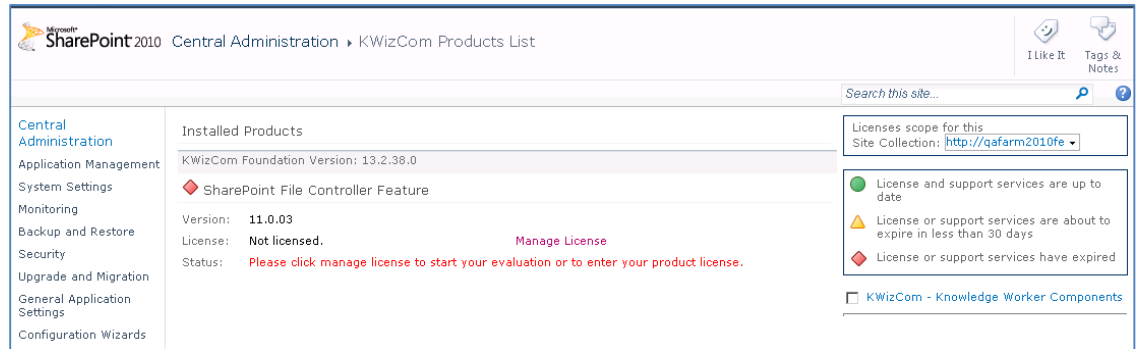 Microsoft®
SharePoint 2010 Central Administration ▸ KWizCom Products List
I Like It
Tags & Notes
Search this site...
Central Administration
Application Management
System Settings
Monitoring
Backup and Restore
Security
Upgrade and Migration
General Application Settings
Configuration Wizards
Installed Products
KWizCom Foundation Version: 13.2.38.0
SharePoint File Controller Feature
Version: 11.0.03
License: Not licensed. Manage License
Status: Please click manage license to start your evaluation or to enter your product license.
Licenses scope for this
Site Collection: http://qafarm2010fe
License and support services are up to
date
License or support services are about to
expire in less than 30 days
License or support services have expired
KWizCom - Knowledge Worker Components